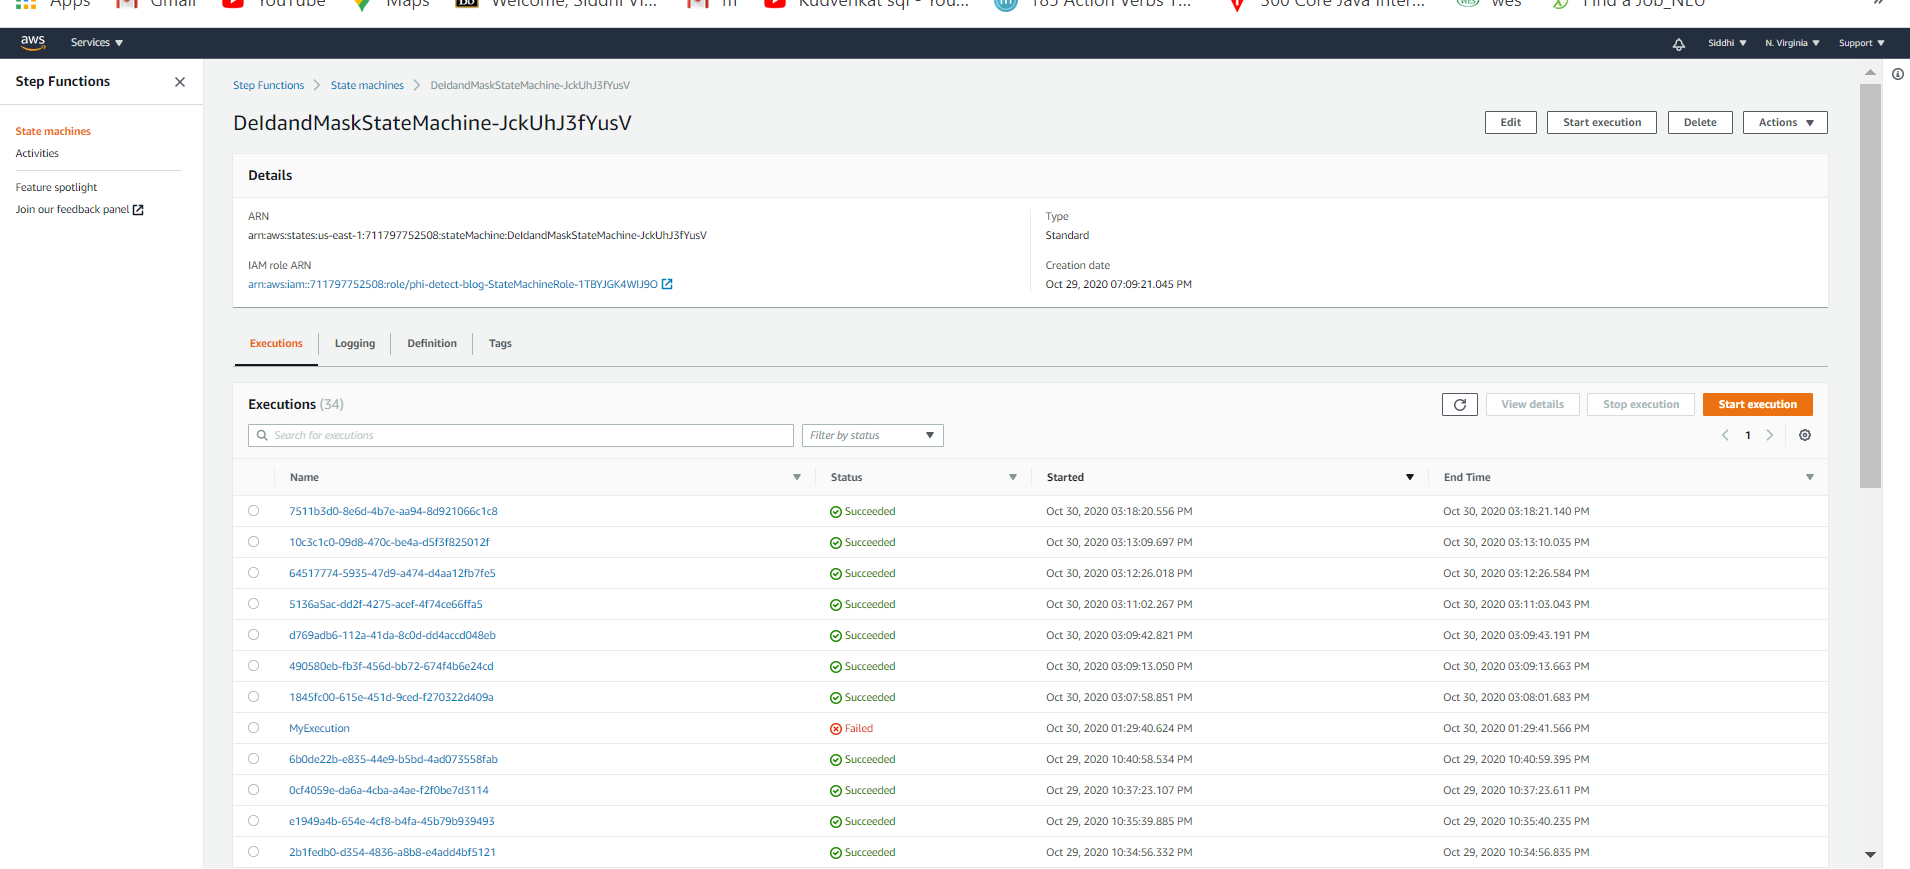 Apps Gmail YouTube Maps Welcome, Siddhi Vi... m Kudvenkat sql - You... 185 Action Verbs T... 300 Core Java Inter... wes Find a Job_NEU »
aws Services Siddhi N. Virginia Support
Step Functions
State machines
Activities
Feature spotlight
Join our feedback panel
Step Functions State machines DeIdandMaskStateMachine-JckUhJ3fYusV
DeIdandMaskStateMachine-JckUhJ3fYusV
Edit Start execution Delete Actions
Details
ARN
arn:aws:states:us-east-1:711797752508:stateMachine:DeIdandMaskStateMachine-JckUhJ3fYusV
IAM role ARN
arn:aws:iam::711797752508:role/phi-detect-blog-StateMachineRole-1TBYJGK4WIJ9O
Type
Standard
Creation date
Oct 29, 2020 07:09:21.045 PM
Executions Logging Definition Tags
Executions (34) View details Stop execution Start execution
Search for executions Filter by status 1
Name Status Started End Time
7511b3d0-8e6d-4b7e-aa94-8d921066c1c8 Succeeded Oct 30, 2020 03:18:20.556 PM Oct 30, 2020 03:18:21.140 PM
10c3c1c0-09d8-470c-be4a-d5f3f825012f Succeeded Oct 30, 2020 03:13:09.697 PM Oct 30, 2020 03:13:10.035 PM
64517774-5935-47d9-a474-d4aa12fb7fe5 Succeeded Oct 30, 2020 03:12:26.018 PM Oct 30, 2020 03:12:26.584 PM
5136a5ac-dd2f-4275-acef-4f74ce66ffa5 Succeeded Oct 30, 2020 03:11:02.267 PM Oct 30, 2020 03:11:03.043 PM
d769adb6-112a-41da-8c0d-dd4accd048eb Succeeded Oct 30, 2020 03:09:42.821 PM Oct 30, 2020 03:09:43.191 PM
490580eb-fb3f-456d-bb72-674f4b6e24cd Succeeded Oct 30, 2020 03:09:13.050 PM Oct 30, 2020 03:09:13.663 PM
1845fc00-615e-451d-9ced-f270322d409a Succeeded Oct 30, 2020 03:07:58.851 PM Oct 30, 2020 03:08:01.683 PM
MyExecution Failed Oct 30, 2020 01:29:40.624 PM Oct 30, 2020 01:29:41.566 PM
6b0de22b-e835-44e9-b5bd-4ad073558fab Succeeded Oct 29, 2020 10:40:58.534 PM Oct 29, 2020 10:40:59.395 PM
0cf4059e-da6a-4cba-a4ae-f2f0be7d3114 Succeeded Oct 29, 2020 10:37:23.107 PM Oct 29, 2020 10:37:23.611 PM
e1949a4b-654e-4cf8-b4fa-45b79b939493 Succeeded Oct 29, 2020 10:35:39.885 PM Oct 29, 2020 10:35:40.235 PM
2b1fedb0-d354-4836-a8b8-e4add4bf5121 Succeeded Oct 29, 2020 10:34:56.332 PM Oct 29, 2020 10:34:56.835 PM